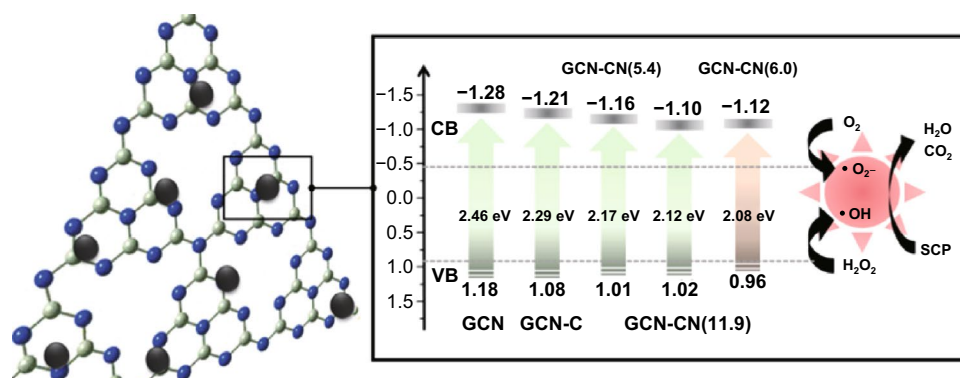 GCN-CN(5.4) GCN-CN(6.0)
−1.28 −1.21 −1.16 −1.10 −1.12
−1.5
−1.0
−0.5
0.0
0.5
1.0
1.5
CB
VB
2.46 eV 2.29 eV 2.17 eV 2.12 eV 2.08 eV
1.18 1.08 1.01 1.02 0.96
GCN GCN-C GCN-CN(11.9)
O₂
H₂O
CO₂
• O₂⁻
• OH
SCP
H₂O₂